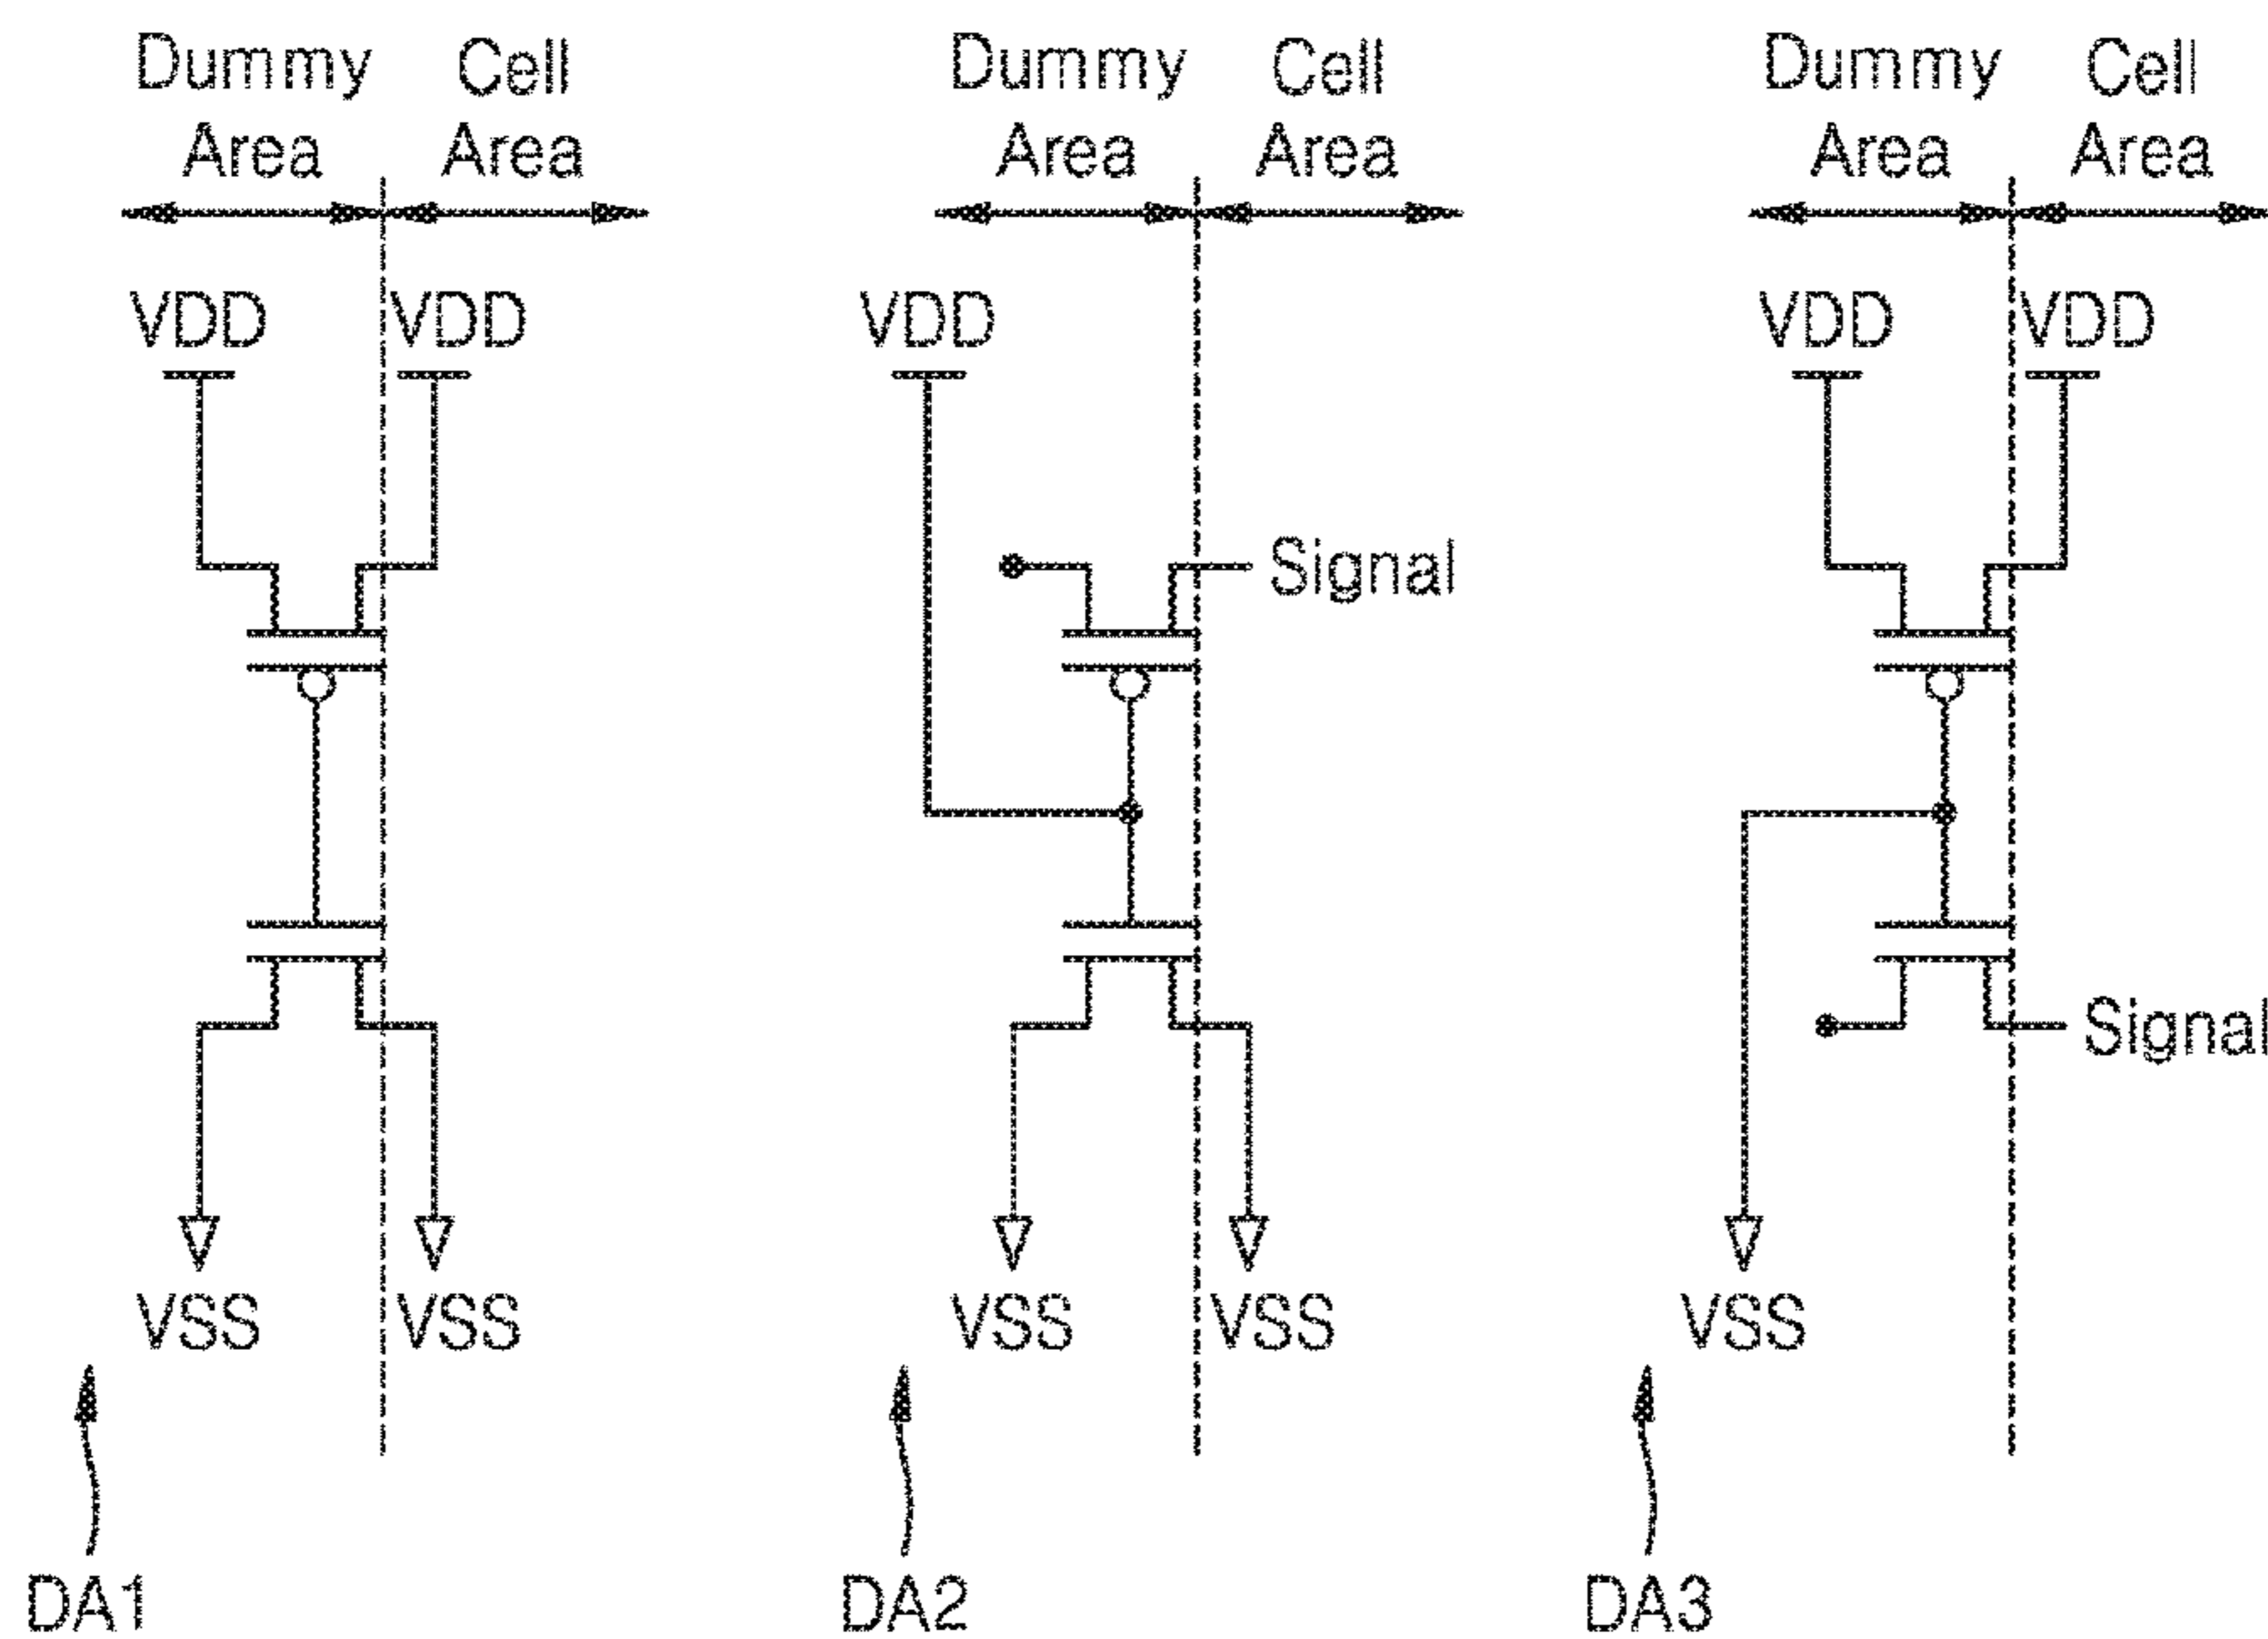 Dummy Cell Dummy Cell Dummy Cell
Area Area Area Area Area Area
VDD VDD VDD VDD VDD
Signal
Signal
VSS VSS VSS VSS VSS
DA1 DA2 DA3